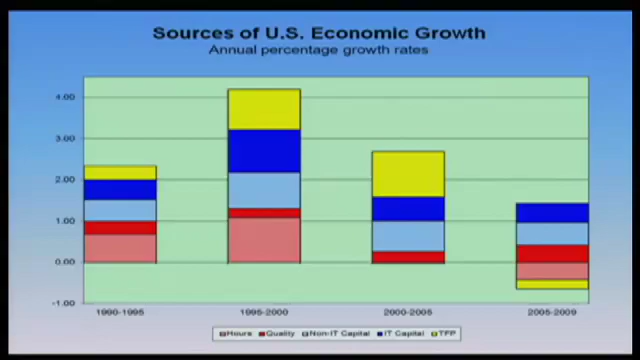 Sources of U.S. Economic Growth
Annual percentage growth rates
4.00
3.00
2.00
1.00
0.00
-1.00
1990-1995 1995-2000 2000-2005 2005-2009
Hours Quality Non-IT Capital IT Capital TFP